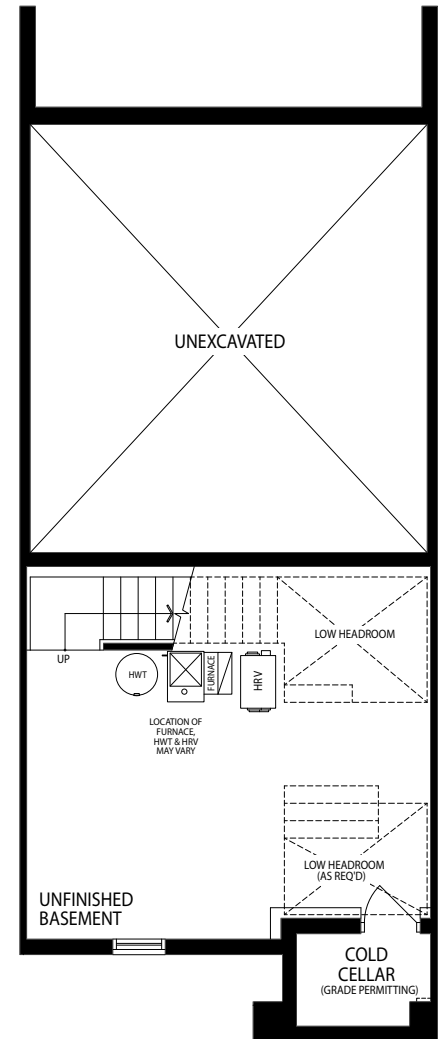 UNEXCAVATED
LOW HEADROOM
UP
HWT
FURNACE
HRV
LOCATION OF
FURNACE,
HWT & HRV
MAY VARY
LOW HEADROOM
(AS REQ'D)
UNFINISHED
BASEMENT
COLD
CELLAR
(GRADE PERMITTING)